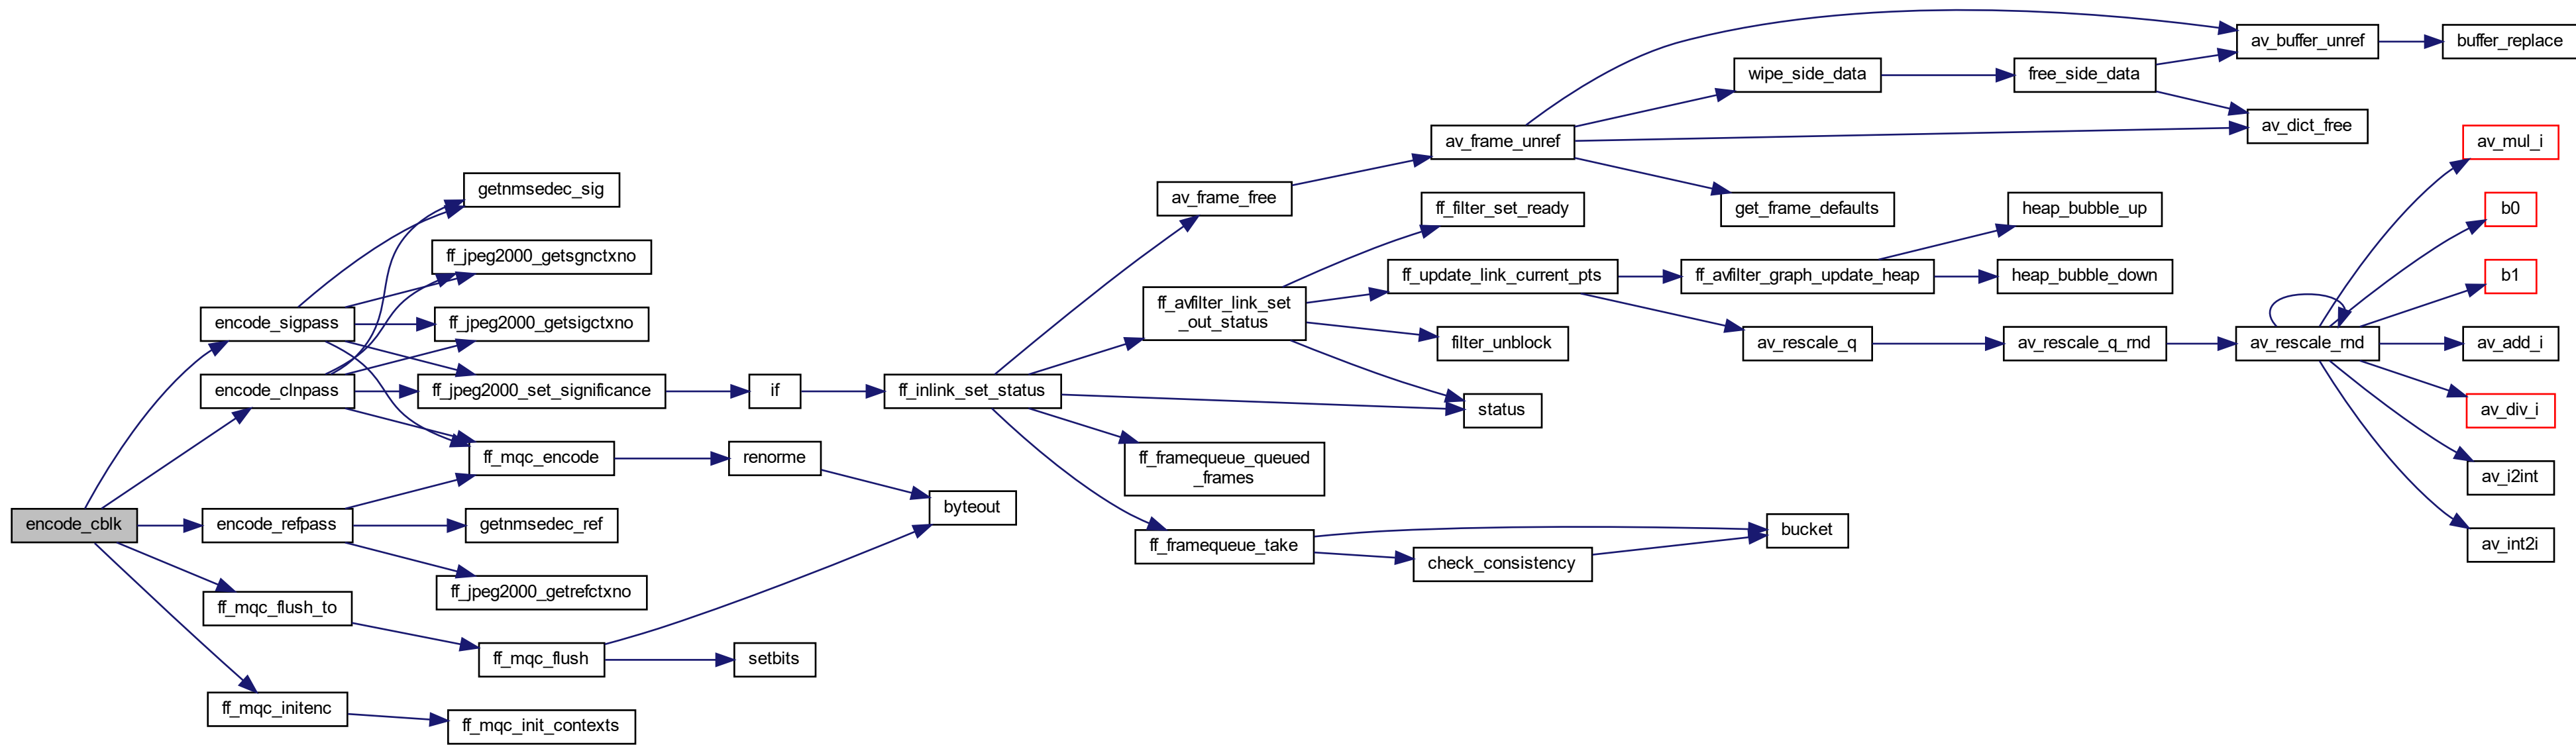 encode_cblk
encode_sigpass
encode_clnpass
encode_refpass
ff_mqc_flush_to
ff_mqc_initenc
getnmsedec_sig
ff_jpeg2000_getsgnctxno
ff_jpeg2000_getsigctxno
ff_jpeg2000_set_significance
ff_mqc_encode
getnmsedec_ref
ff_jpeg2000_getrefctxno
ff_mqc_flush
ff_mqc_init_contexts
if
renorme
setbits
ff_inlink_set_status
byteout
av_frame_free
ff_avfilter_link_set
_out_status
ff_framequeue_queued
_frames
ff_framequeue_take
av_frame_unref
ff_filter_set_ready
ff_update_link_current_pts
filter_unblock
status
check_consistency
wipe_side_data
get_frame_defaults
ff_avfilter_graph_update_heap
av_rescale_q
bucket
free_side_data
heap_bubble_up
heap_bubble_down
av_rescale_q_rnd
av_buffer_unref
av_dict_free
av_rescale_rnd
buffer_replace
av_mul_i
b0
b1
av_add_i
av_div_i
av_i2int
av_int2i